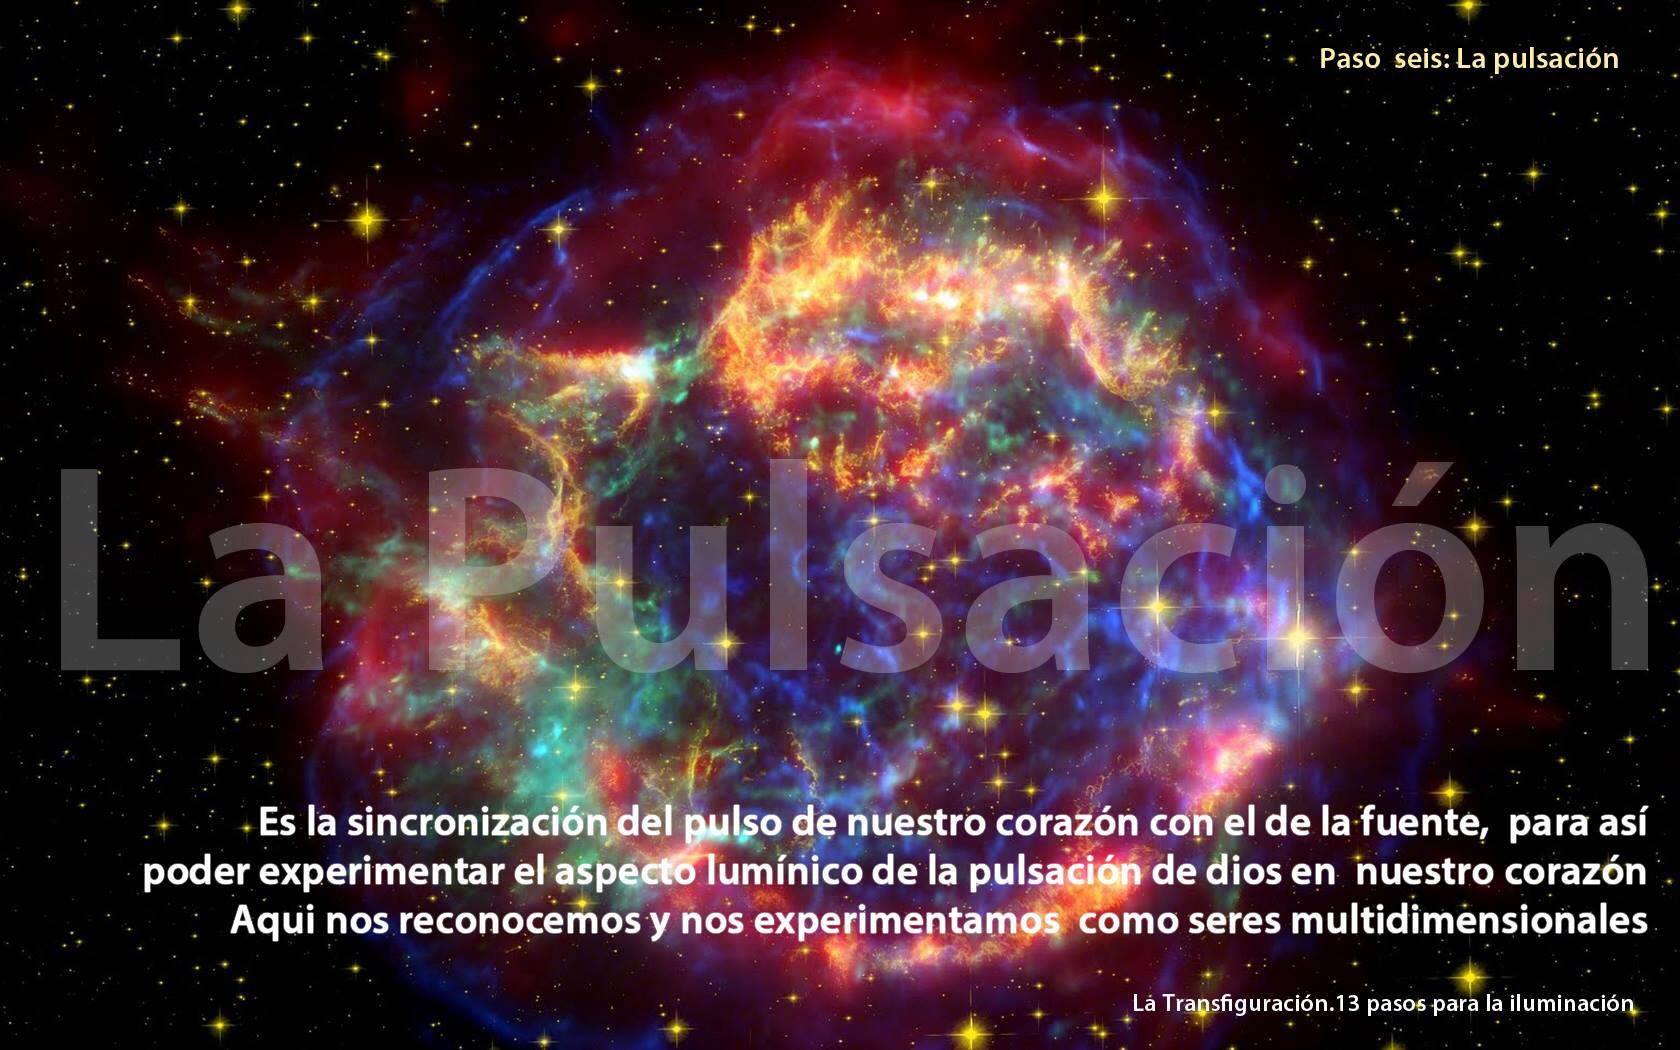 Paso seis: La pulsación
La Pulsación
Es la sincronización del pulso de nuestro corazón con el de la fuente, para así
poder experimentar el aspecto lumínico de la pulsación de dios en nuestro corazón
Aqui nos reconocemos y nos experimentamos como seres multidimensionales
La Transfiguración.13 pasos para la iluminación